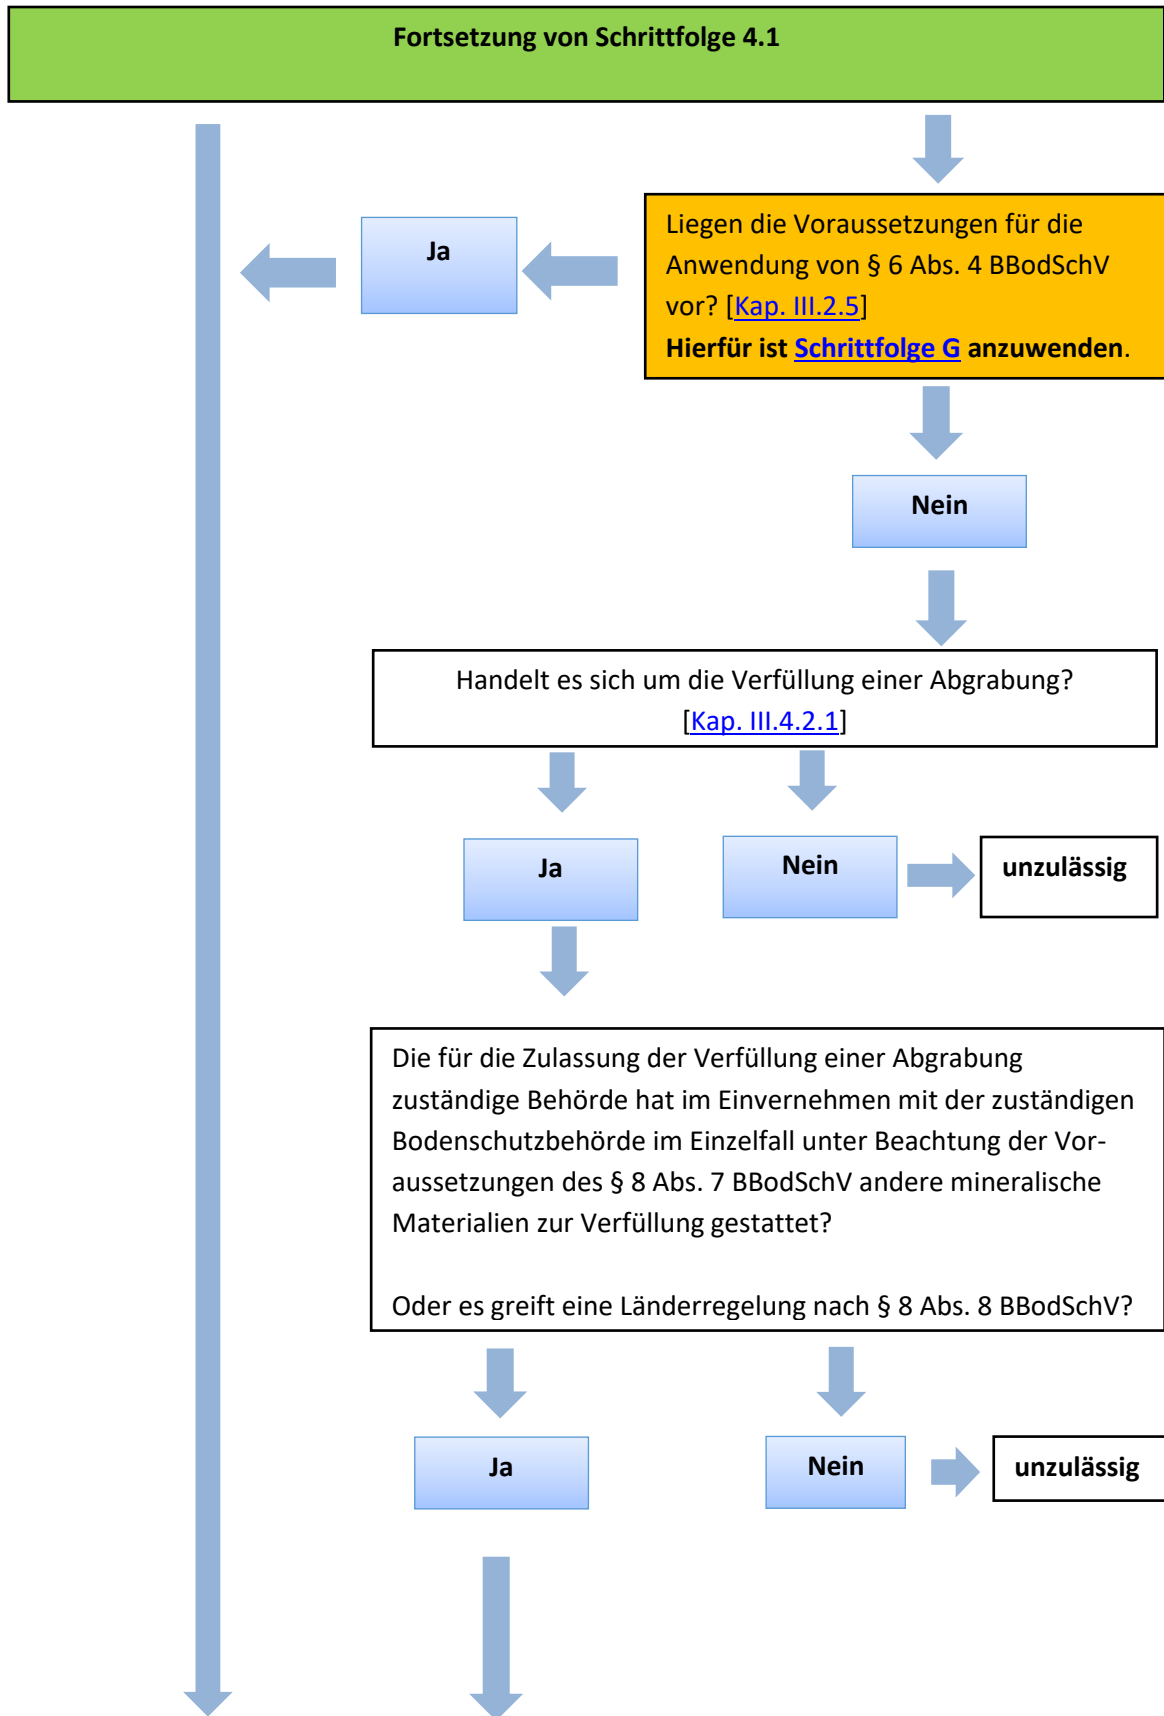 Fortsetzung von Schrittfolge 4.1
Liegen die Voraussetzungen für die
Anwendung von § 6 Abs. 4 BBodSchV
vor? [Kap. III.2.5]
Hierfür ist Schrittfolge G anzuwenden.
Ja
Nein
Handelt es sich um die Verfüllung einer Abgrabung?
[Kap. III.4.2.1]
Ja
Nein
unzulässig
Die für die Zulassung der Verfüllung einer Abgrabung
zuständige Behörde hat im Einvernehmen mit der zuständigen
Bodenschutzbehörde im Einzelfall unter Beachtung der Vor-
aussetzungen des § 8 Abs. 7 BBodSchV andere mineralische
Materialien zur Verfüllung gestattet?
Oder es greift eine Länderregelung nach § 8 Abs. 8 BBodSchV?
Ja
Nein
unzulässig